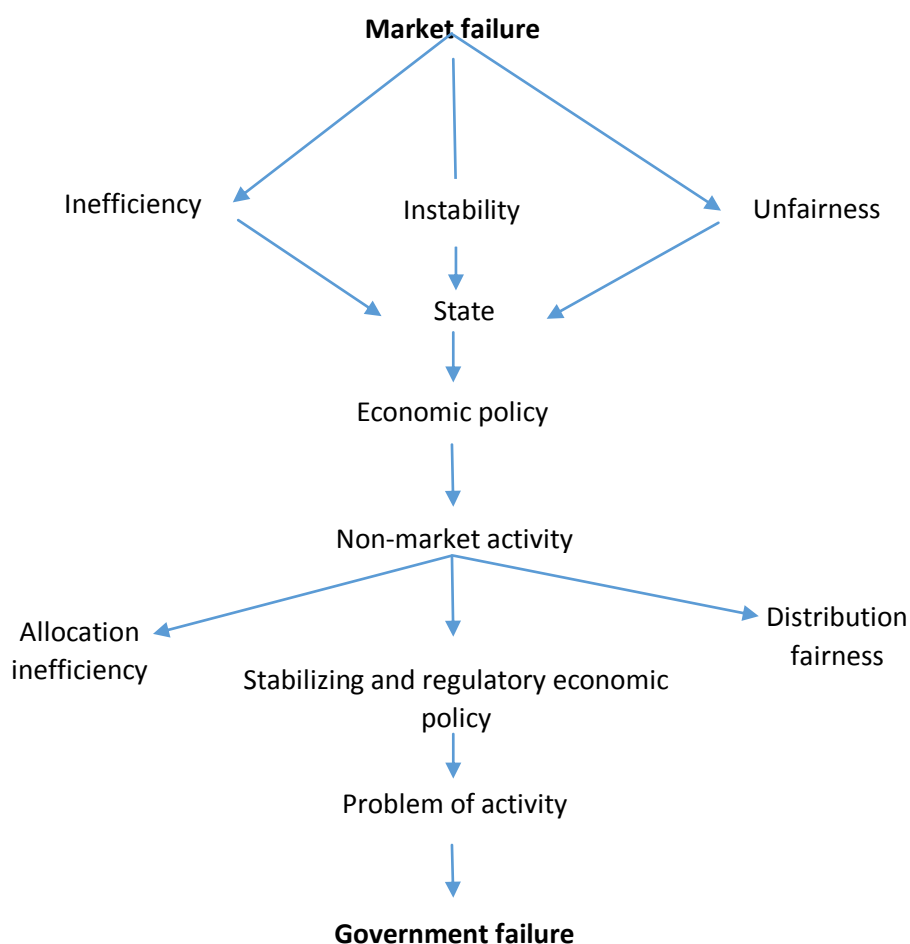 Market failure
Inefficiency
Instability
Unfairness
State
Economic policy
Non-market activity
Allocation
inefficiency
Stabilizing and regulatory economic
policy
Distribution
fairness
Problem of activity
Government failure